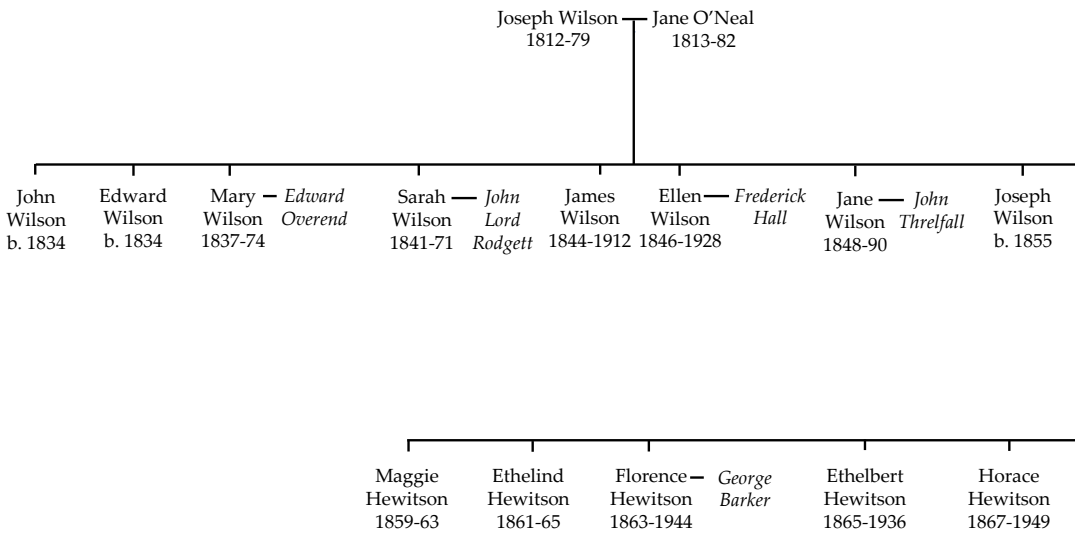 Joseph Wilson
1812-79
Jane O’Neal
1813-82
John
Wilson
b. 1834
Edward
Wilson
b. 1834
Mary
Wilson
1837-74
Edward
Overend
Sarah
Wilson
1841-71
John
Lord
Rodgett
James
Wilson
1844-1912
Ellen
Wilson
1846-1928
Frederick
Hall
Jane
Wilson
1848-90
John
Threlfall
Joseph
Wilson
b. 1855
Maggie
Hewitson
1859-63
Ethelind
Hewitson
1861-65
Florence
Hewitson
1863-1944
George
Barker
Ethelbert
Hewitson
1865-1936
Horace
Hewitson
1867-1949